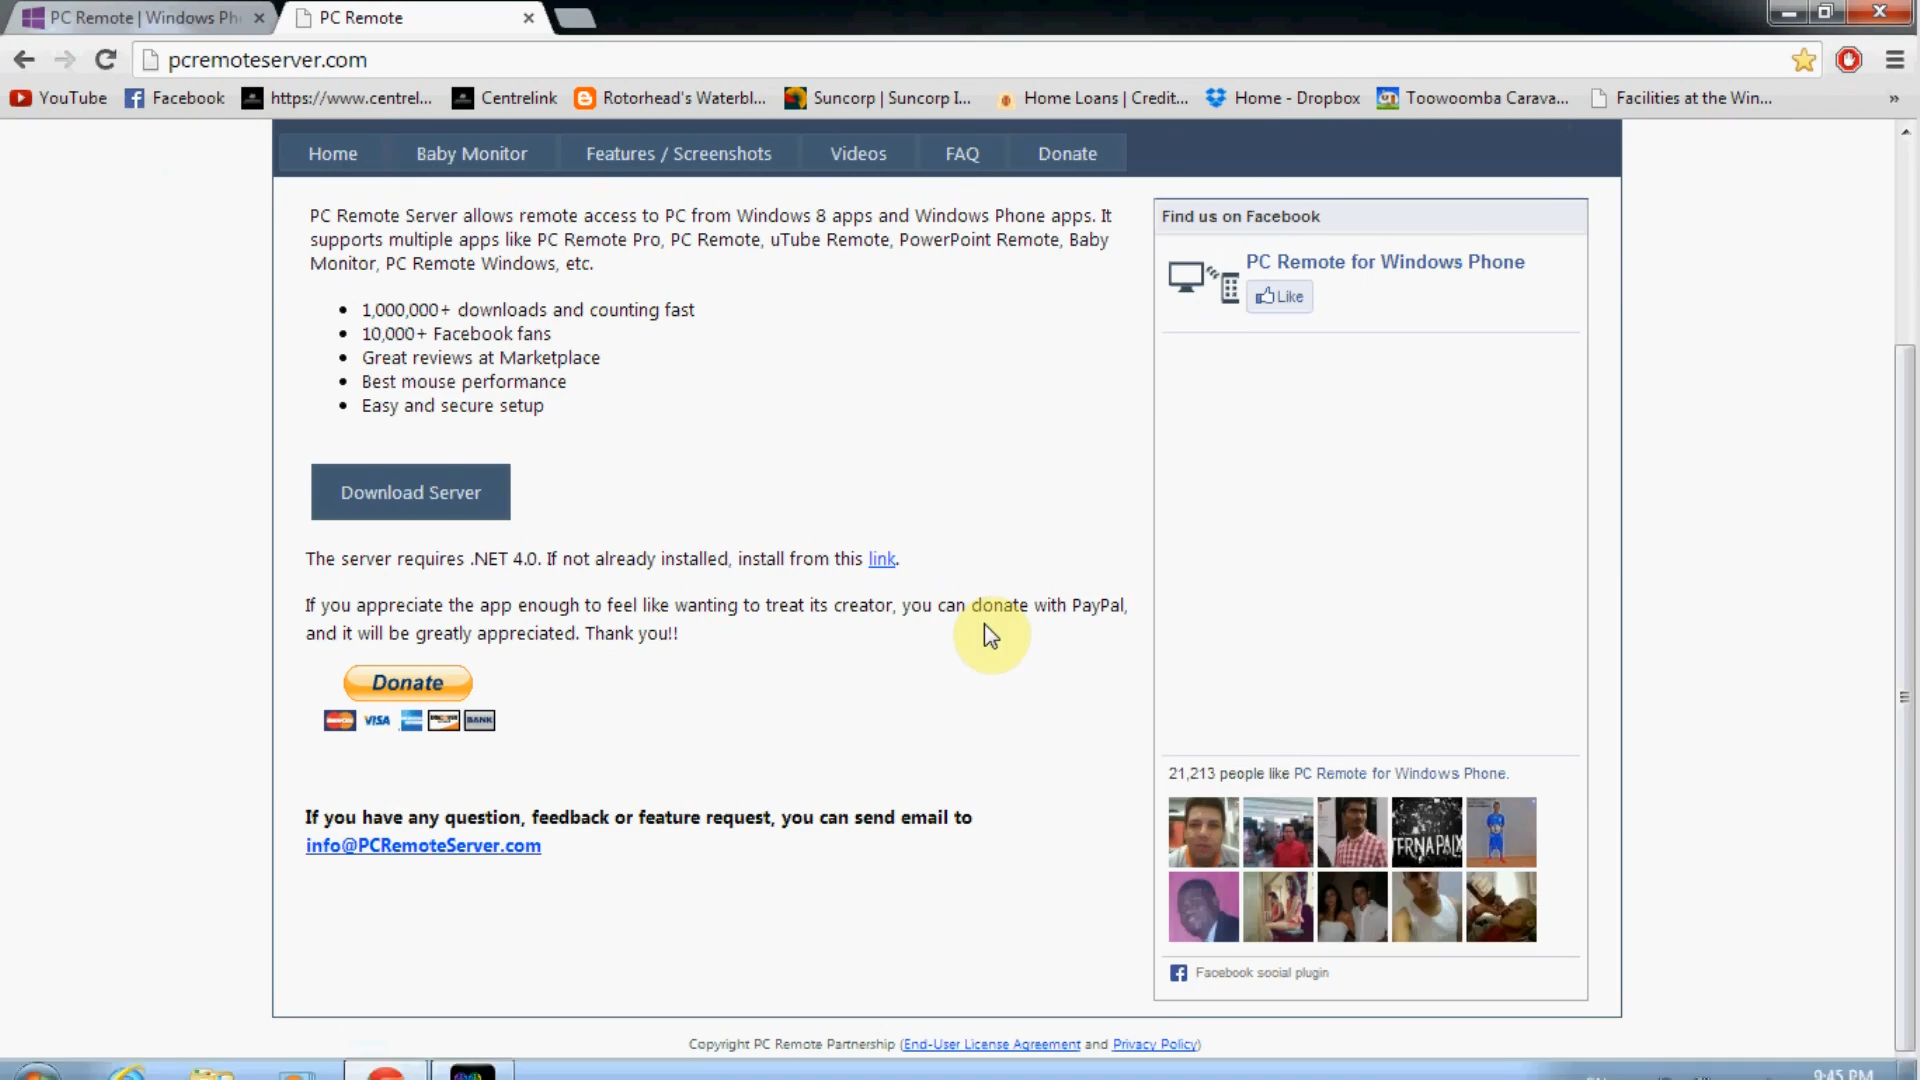 PC Remote | Windows Ph
PC Remote
pcremoteserver.com
YouTube
Facebook
https://www.centrel...
Centrelink
Rotorhead's Waterbl...
Suncorp | Suncorp I...
Home Loans | Credit...
Home - Dropbox
Toowoomba Carava...
Facilities at the Win...
»
Home
Baby Monitor
Features / Screenshots
Videos
FAQ
Donate
PC Remote Server allows remote access to PC from Windows 8 apps and Windows Phone apps. It
supports multiple apps like PC Remote Pro, PC Remote, uTube Remote, PowerPoint Remote, Baby
Monitor, PC Remote Windows, etc.
• 1,000,000+ downloads and counting fast
• 10,000+ Facebook fans
• Great reviews at Marketplace
• Best mouse performance
• Easy and secure setup
Download Server
The server requires .NET 4.0. If not already installed, install from this link.
If you appreciate the app enough to feel like wanting to treat its creator, you can donate with PayPal,
and it will be greatly appreciated. Thank you!!
Donate
VISA
BANK
If you have any question, feedback or feature request, you can send email to
info@PCRemoteServer.com
Find us on Facebook
PC Remote for Windows Phone
Like
21,213 people like PC Remote for Windows Phone.
TERNA PAIX
Facebook social plugin
Copyright PC Remote Partnership (End-User License Agreement and Privacy Policy)
9:45 PM